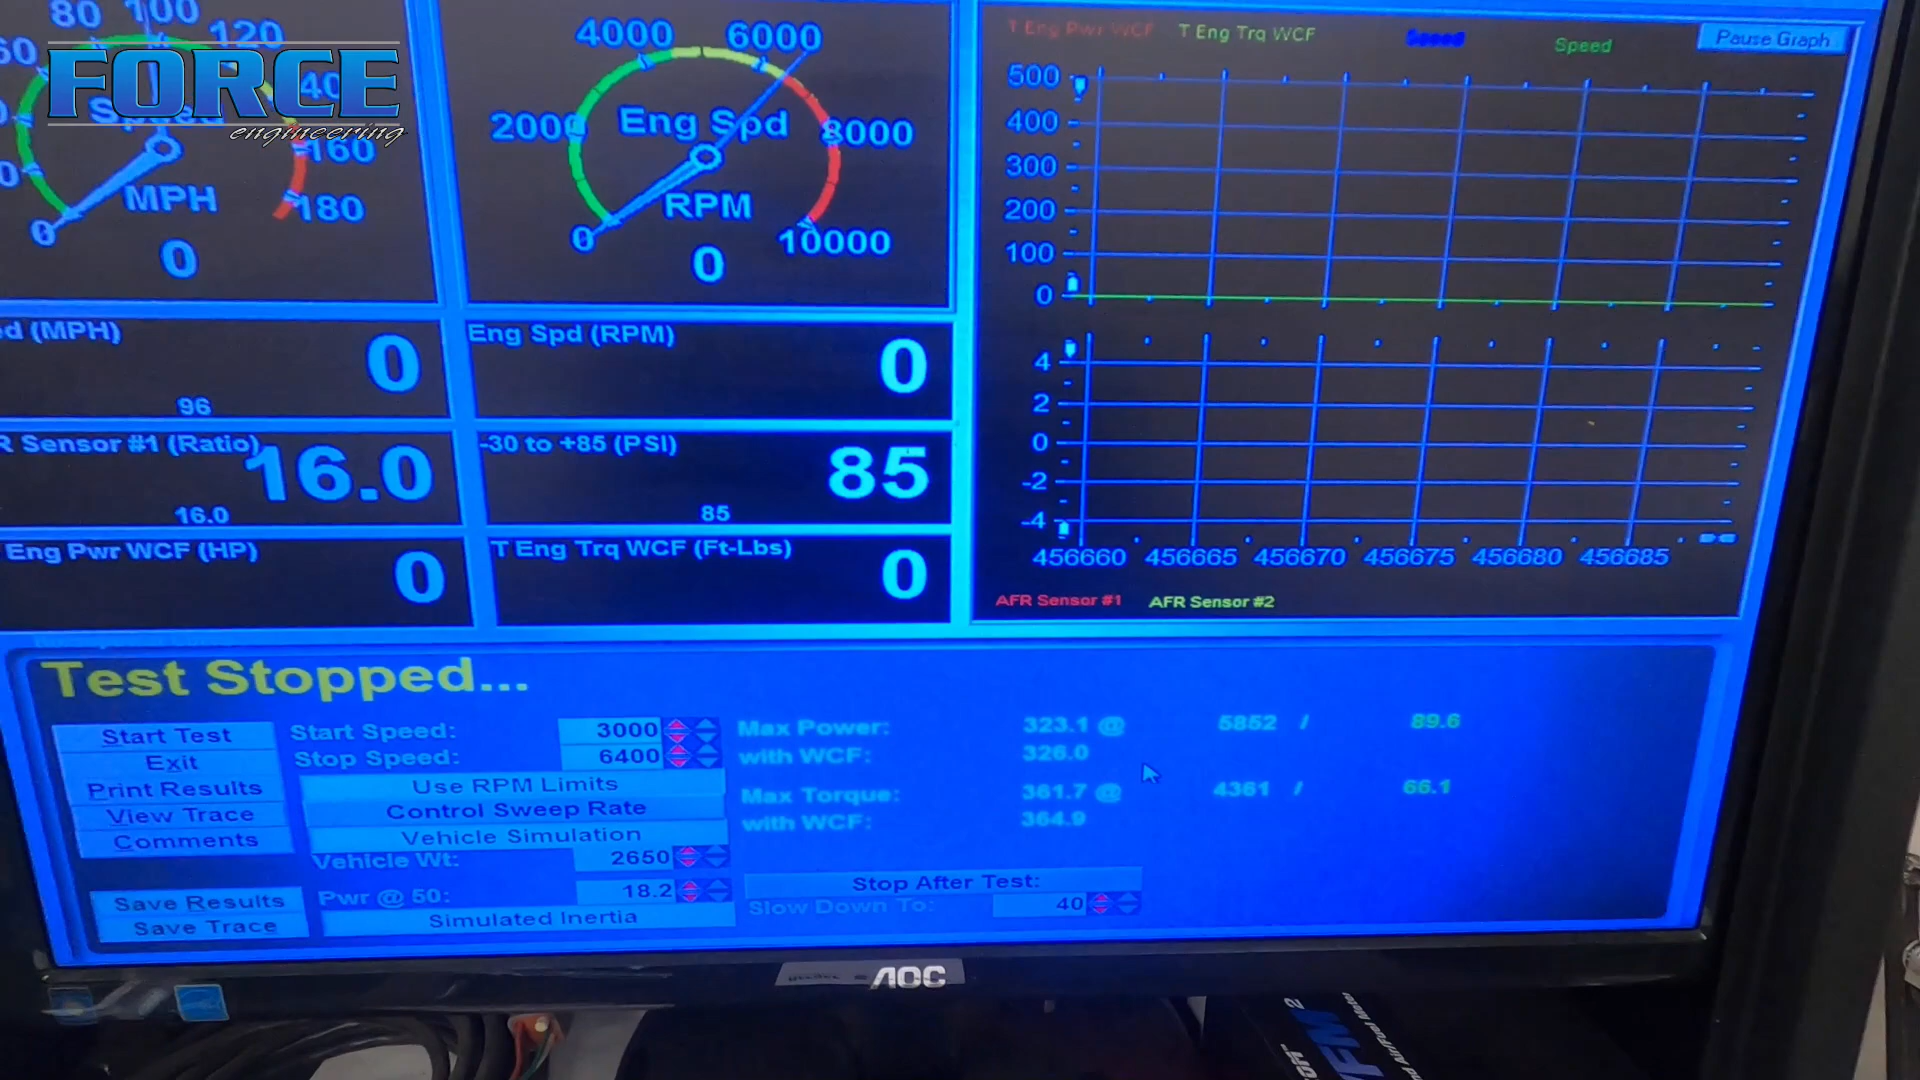 FORCE
engineering
80 100 120
60 40
160
180
0
Speed
MPH
0
4000 6000
2000 8000
0 10000
Eng Spd
RPM
0
T Eng Pwr WCF T Eng Trq WCF Speed Speed
Pause Graph
500
400
300
200
100
0
4
2
0
-2
-4
456660 456665 456670 456675 456680 456685
AFR Sensor #1 AFR Sensor #2
ed (MPH) 0
96
Eng Spd (RPM) 0
R Sensor #1 (Ratio) 16.0
16.0
-30 to +85 (PSI) 85
85
Eng Pwr WCF (HP) 0
T Eng Trq WCF (Ft-Lbs) 0
Test Stopped...
Start Test
Exit
Print Results
View Trace
Comments
Save Results
Save Trace
Start Speed: 3000
Stop Speed: 6400
Use RPM Limits
Control Sweep Rate
Vehicle Simulation
Vehicle Wt: 2650
Pwr @ 50: 18.2
Simulated Inertia
Max Power: 323.1 @ 5852 / 89.6
with WCF: 326.0
Max Torque: 361.7 @ 4361 / 66.1
with WCF: 364.9
Stop After Test:
Slow Down To: 40
AOC